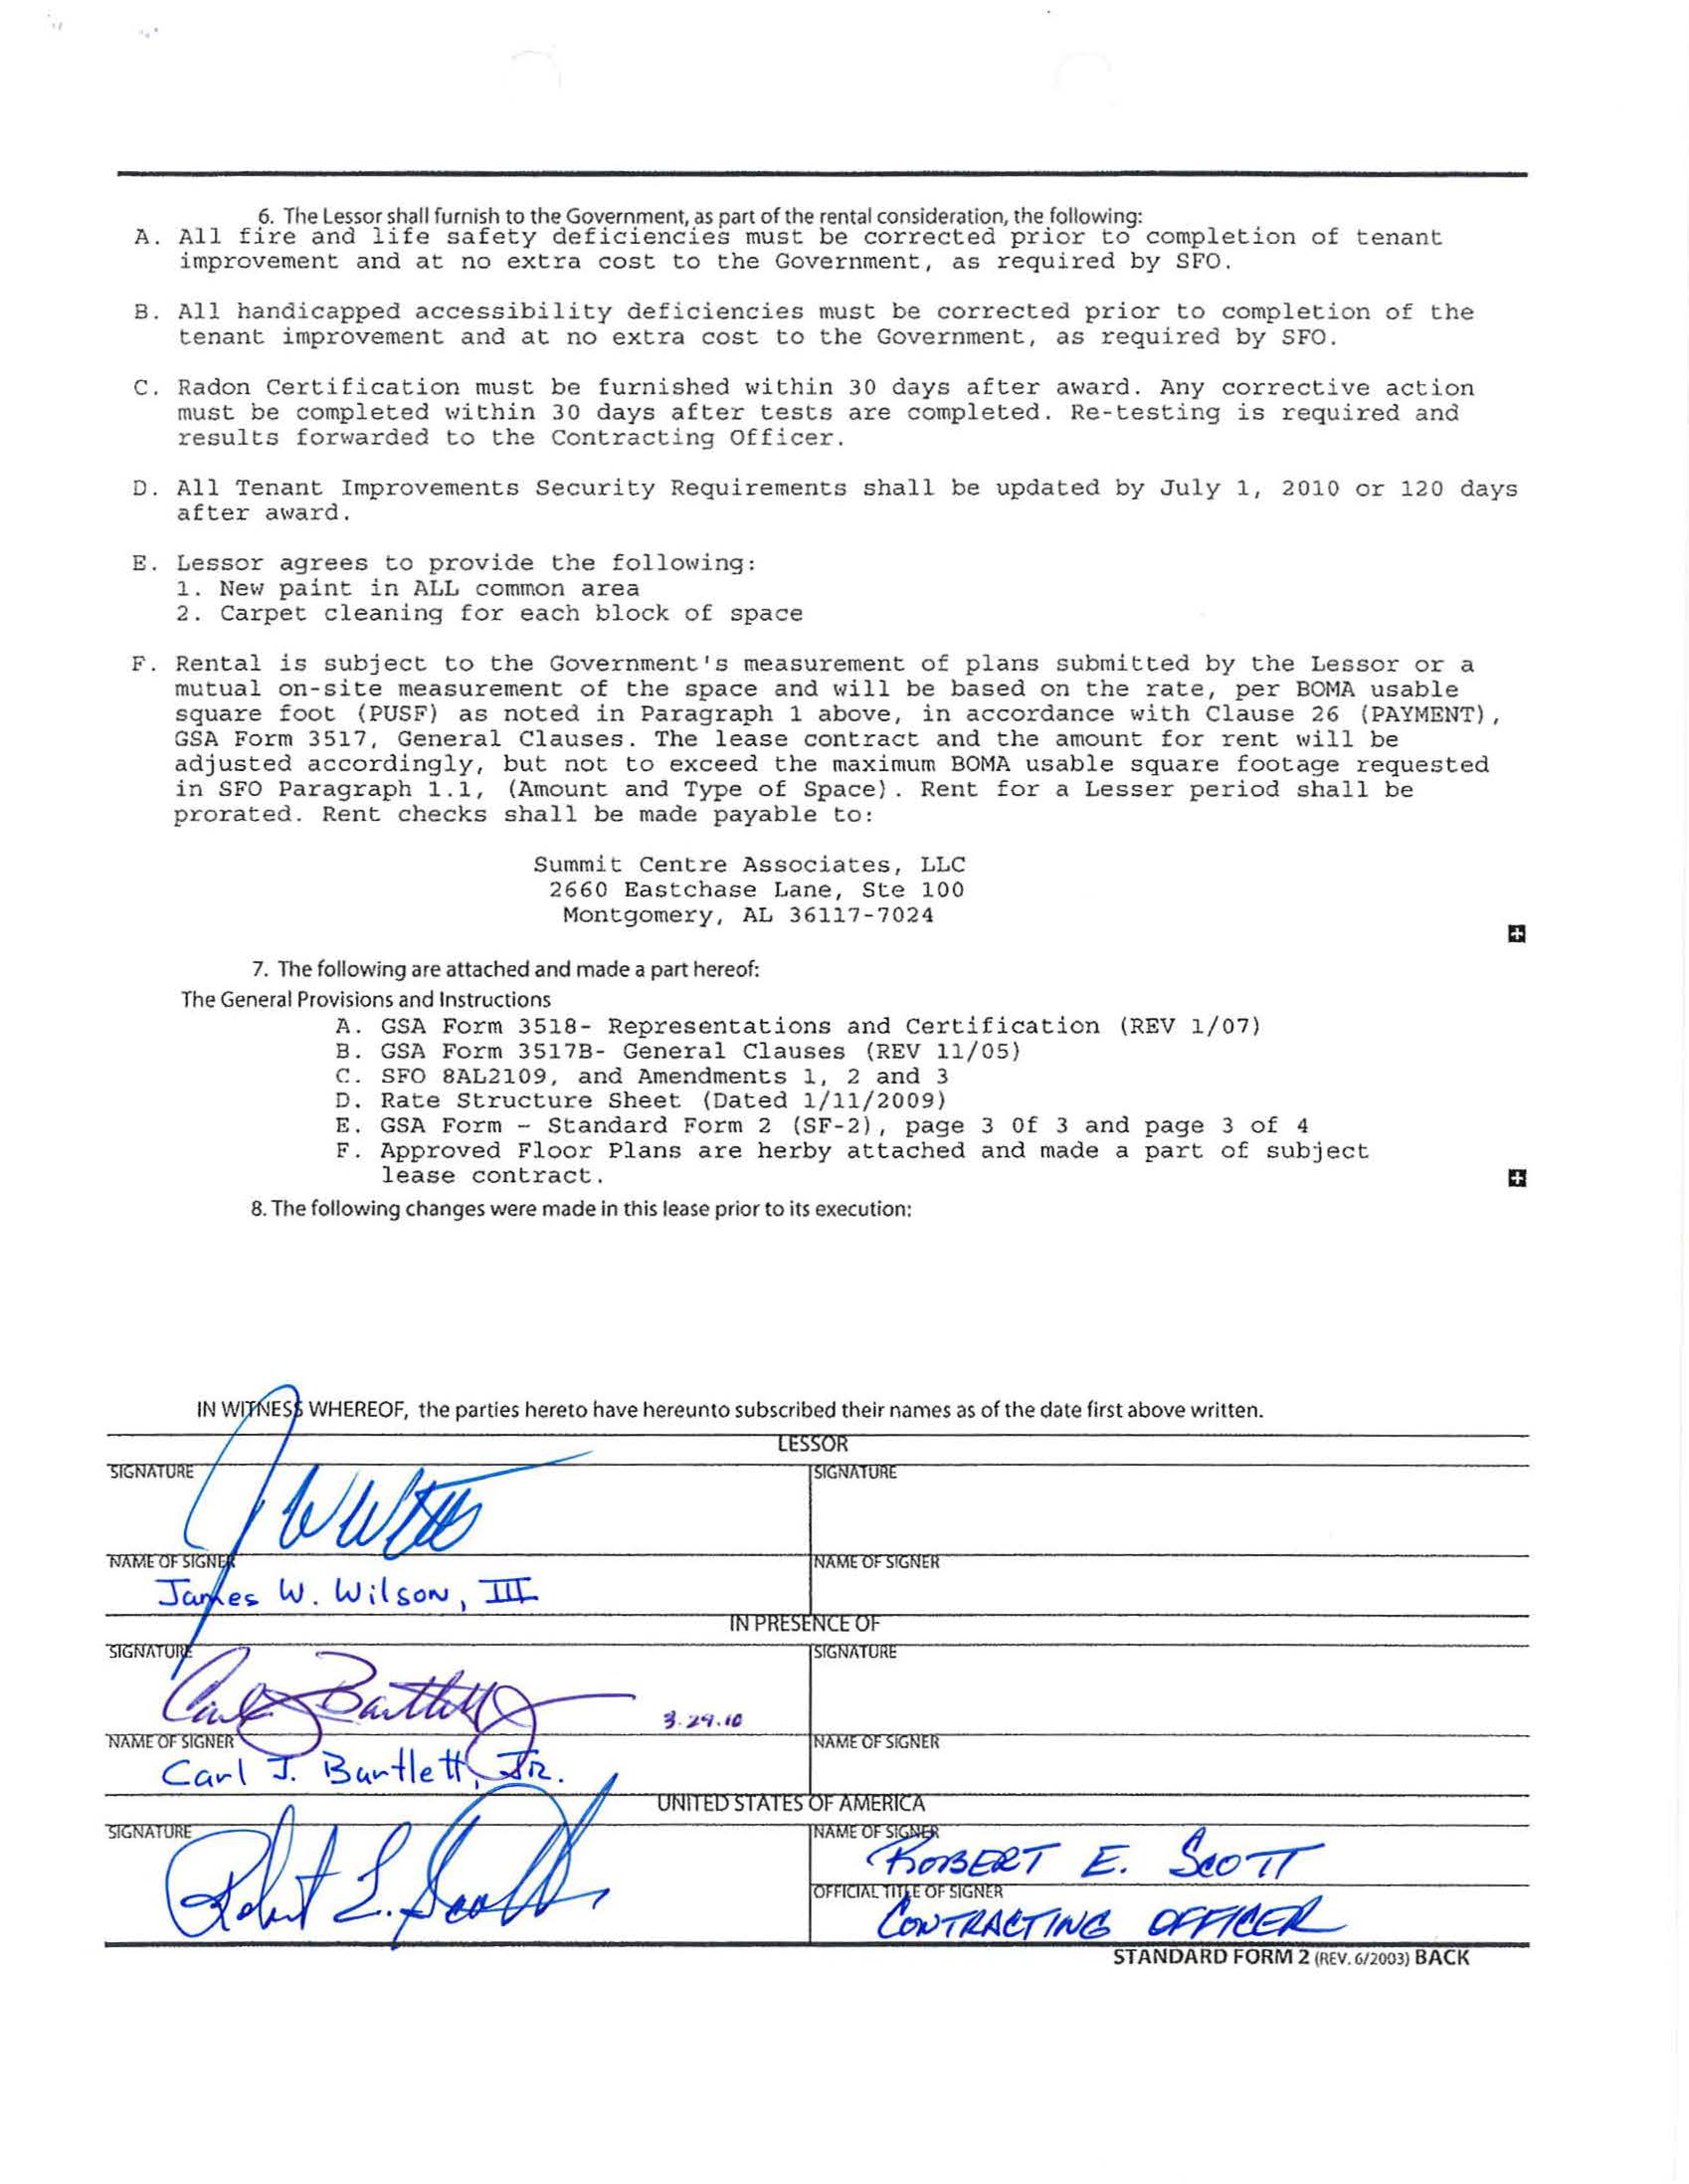 6. The Lessor shall furnish to the Government, as part of the rental consideration, the following:
A. All fire and life safety deficiencies must be corrected prior to completion of tenant
improvement and at no extra cost to the Government, as required by SFO.
B. All handicapped accessibility deficiencies must be corrected prior to completion of the
tenant improvement and at no extra cost to the Government, as required by SFO.
C. Radon Certification must be furnished within 30 days after award. Any corrective action
must be completed within 30 days after tests are completed. Re-testing is required and
results forwarded to the Contracting Officer.
D. All Tenant Improvements Security Requirements shall be updated by July 1, 2010 or 120 days
after award.
E. Lessor agrees to provide the following:
1. New paint in ALL common area
2. Carpet cleaning for each block of space
F. Rental is subject to the Government's measurement of plans submitted by the Lessor or a
mutual on-site measurement of the space and will be based on the rate, per BOMA usable
square foot (PUSF) as noted in Paragraph 1 above, in accordance with Clause 26 (PAYMENT),
GSA Form 3517, General Clauses. The lease contract and the amount for rent will be
adjusted accordingly, but not to exceed the maximum BOMA usable square footage requested
in SFO Paragraph 1.1, (Amount and Type of Space). Rent for a Lesser period shall be
prorated. Rent checks shall be made payable to:
Summit Centre Associates, LLC
2660 Eastchase Lane, Ste 100
Montgomery, AL 36117-7024
7. The following are attached and made a part hereof:
The General Provisions and Instructions
A. GSA Form 3518- Representations and Certification (REV 1/07)
B. GSA Form 3517B- General Clauses (REV 11/05)
C. SFO 8AL2109, and Amendments 1, 2 and 3
D. Rate Structure Sheet (Dated 1/11/2009)
E. GSA Form – Standard Form 2 (SF-2), page 3 0f 3 and page 3 of 4
F. Approved Floor Plans are herby attached and made a part of subject
lease contract.
8. The following changes were made in this lease prior to its execution:
IN WITNESS WHEREOF, the parties hereto have hereunto subscribed their names as of the date first above written.
LESSOR
SIGNATURE SIGNATURE
NAME OF SIGNER NAME OF SIGNER
James W. Wilson, III
IN PRESENCE OF
SIGNATURE SIGNATURE
Carl J Bartlett Jr 3.29.10
NAME OF SIGNER NAME OF SIGNER
Carl J. Bartlett, JR.
UNITED STATES OF AMERICA
SIGNATURE NAME OF SIGNER
Robert E. Scott ROBERT E. SCOTT
OFFICIAL TITLE OF SIGNER
CONTRACTING OFFICER
STANDARD FORM 2 (REV. 6/2003) BACK